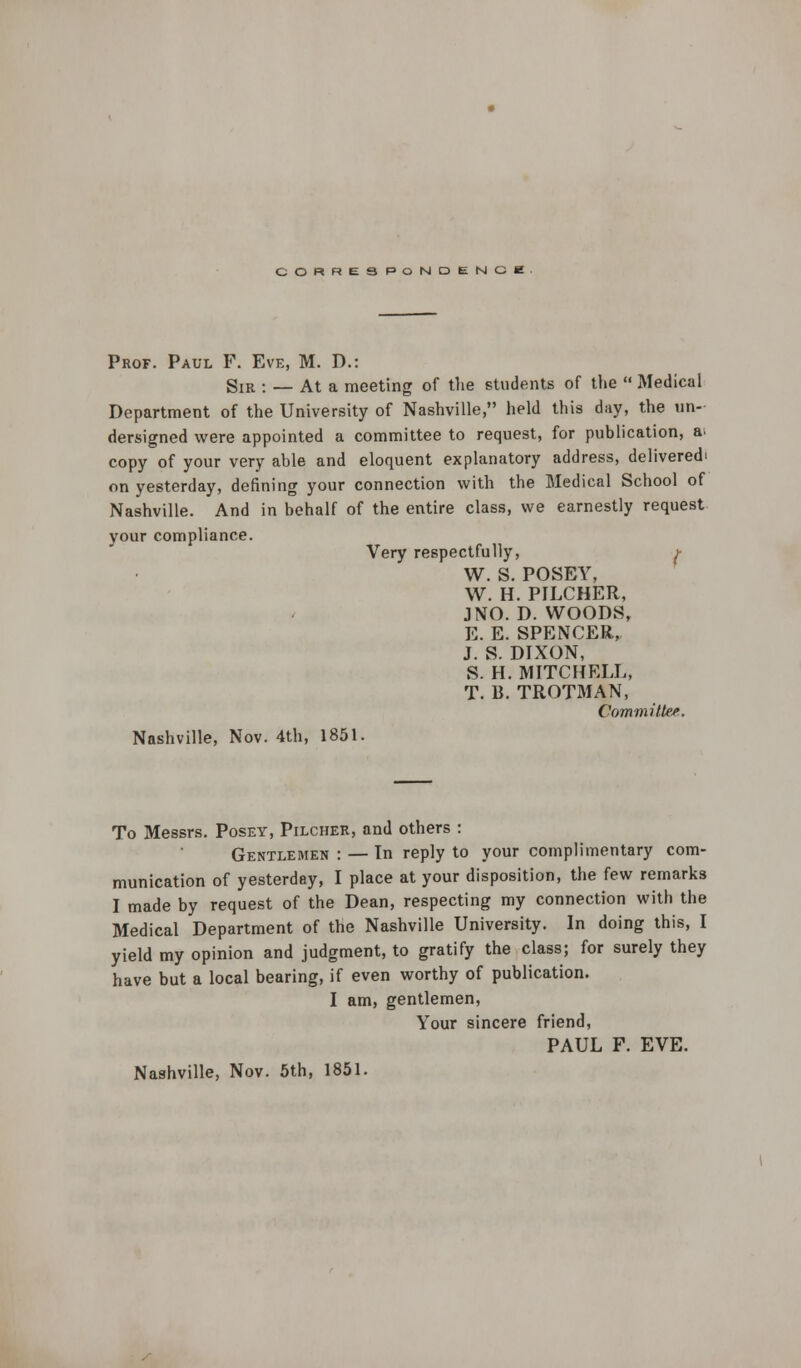 CORRESPONDENCE.
PROF. PAUL F. EVE, M. D.:
SIR : — At a meeting of the students of the “ Medical
Department of the University of Nashville,” held this day, the un-
dersigned were appointed a committee to request, for publication, a
copy of your very able and eloquent explanatory address, delivered
on yesterday, defining your connection with the Medical School of
Nashville. And in behalf of the entire class, we earnestly request
your compliance.
Very respectfully,
W. S. POSEY,
W. H. PILCHER,
JNO. D. WOODS,
E. E. SPENCER,
J. S. DIXON,
S. H. MITCHELL,
T. B. TROTMAN,
Committee.
Nashville, Nov. 4th, 1851.
To Messrs. POSEY, PILCHER, and others :
GENTLEMEN : — In reply to your complimentary com-
munication of yesterday, I place at your disposition, the few remarks
I made by request of the Dean, respecting my connection with the
Medical Department of the Nashville University. In doing this, I
yield my opinion and judgment, to gratify the class; for surely they
have but a local bearing, if even worthy of publication.
I am, gentlemen,
Your sincere friend,
PAUL F. EVE.
Nashville, Nov. 5th, 1851.